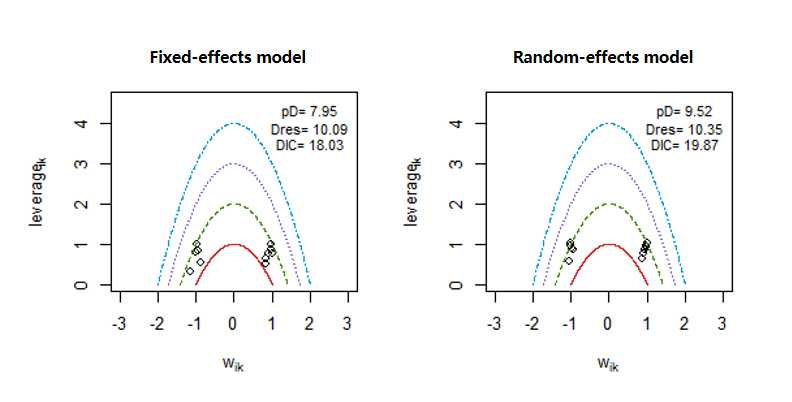 Fixed-effects model
pD= 7.95
Dres= 10.09
DIC= 18.03
4
3
2
1
0
leverage_ik
-3 -2 -1 0 1 2 3
w_ik
Random-effects model
pD= 9.52
Dres= 10.35
DIC= 19.87
4
3
2
1
0
leverage_ik
-3 -2 -1 0 1 2 3
w_ik